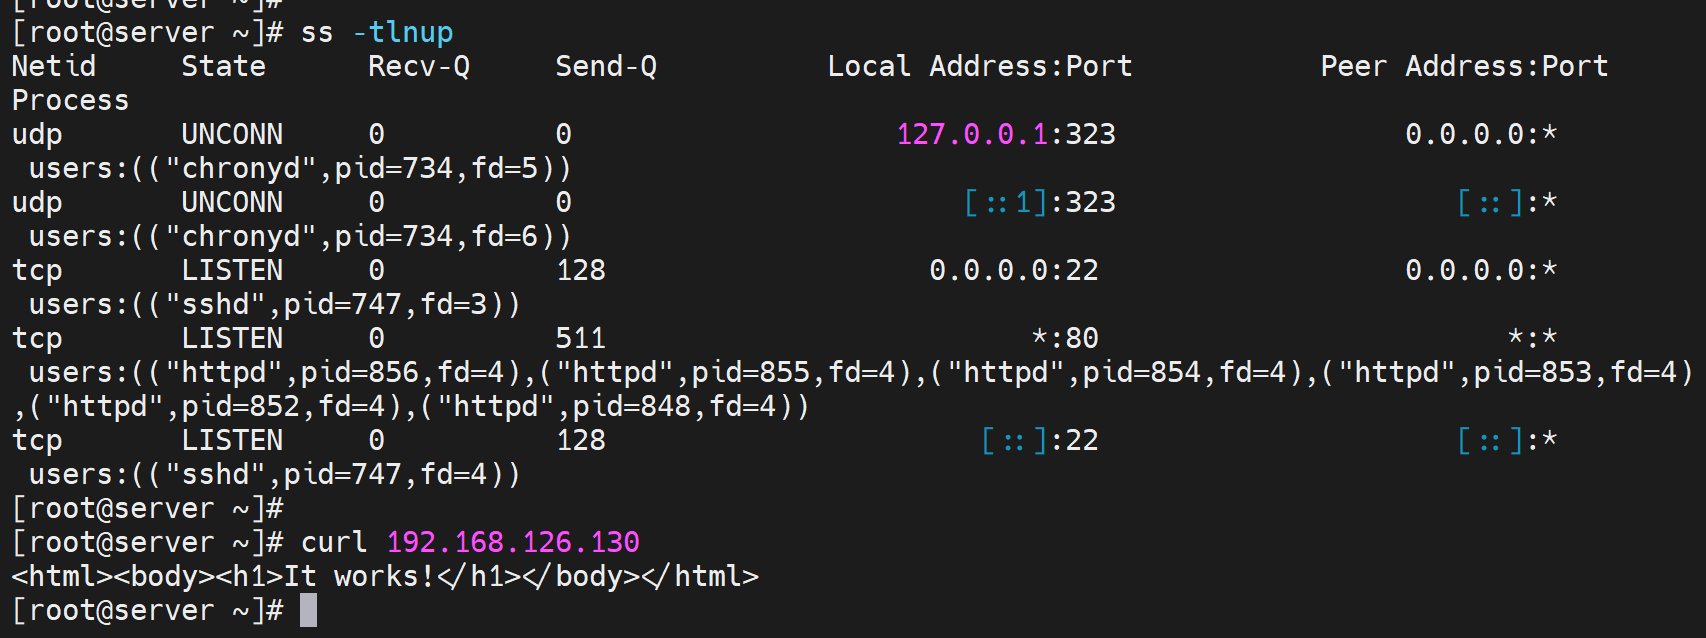 [root@server ~]#
[root@server ~]# ss -tlnup
Netid State Recv-Q Send-Q Local Address:Port Peer Address:Port
Process
udp UNCONN 0 0 127.0.0.1:323 0.0.0.0:*
users:(("chronyd",pid=734,fd=5))
udp UNCONN 0 0 [::1]:323 [::]:*
users:(("chronyd",pid=734,fd=6))
tcp LISTEN 0 128 0.0.0.0:22 0.0.0.0:*
users:(("sshd",pid=747,fd=3))
tcp LISTEN 0 511 *:80 *:*
users:(("httpd",pid=856,fd=4),("httpd",pid=855,fd=4),("httpd",pid=854,fd=4),("httpd",pid=853,fd=4)
,("httpd",pid=852,fd=4),("httpd",pid=848,fd=4))
tcp LISTEN 0 128 [::]:22 [::]:*
users:(("sshd",pid=747,fd=4))
[root@server ~]#
[root@server ~]# curl 192.168.126.130
<html><body><h1>It works!</h1></body></html>
[root@server ~]#